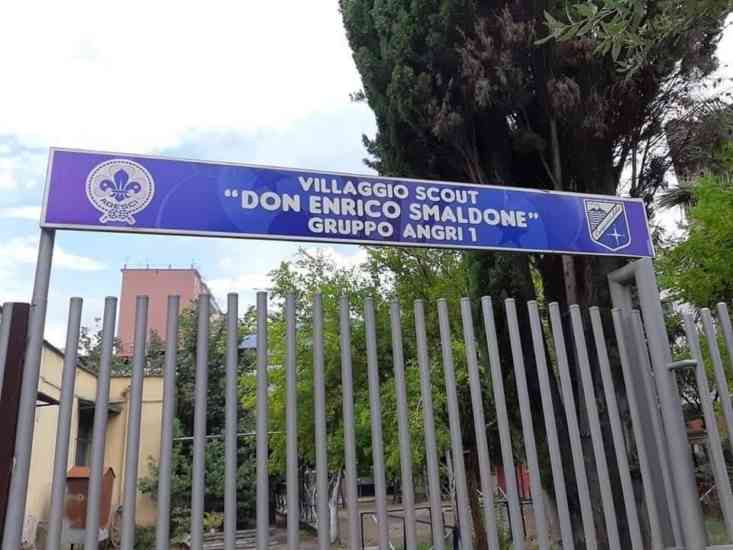 AGESCI
VILLAGGIO SCOUT
"DON ENRICO SMALDONE"
GRUPPO ANGRI 1